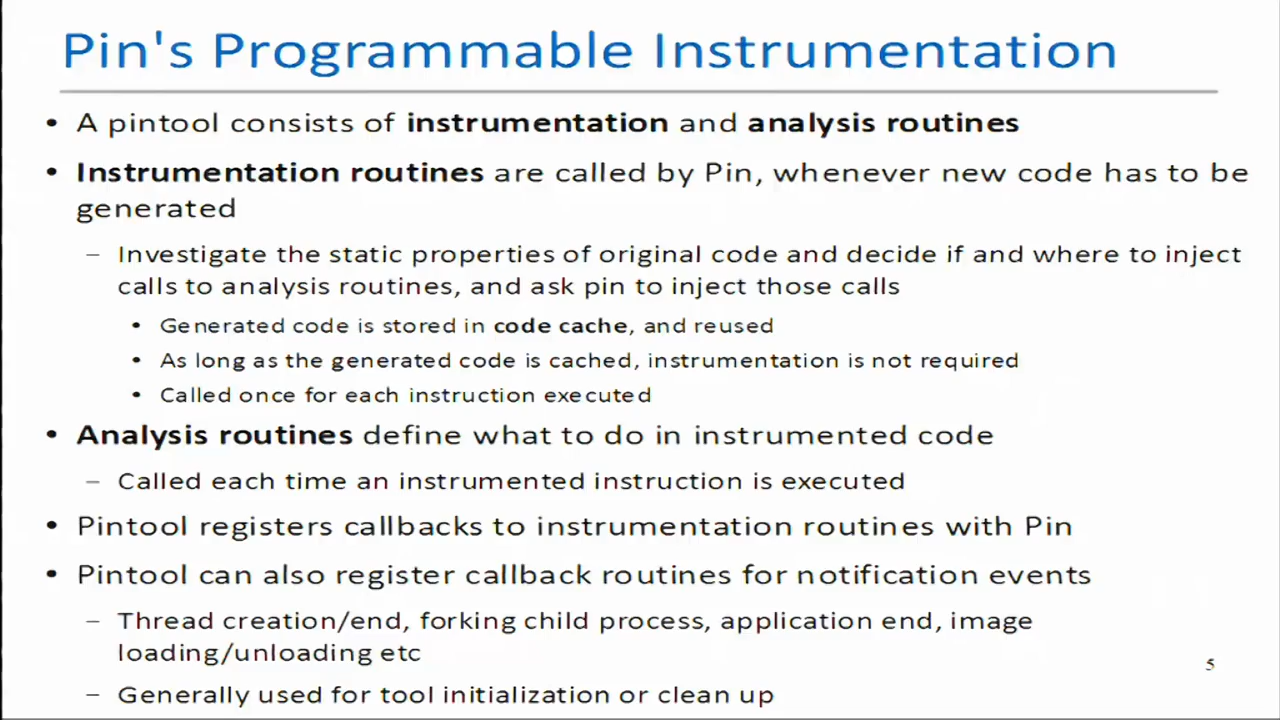 Pin's Programmable Instrumentation
• A pintool consists of instrumentation and analysis routines
• Instrumentation routines are called by Pin, whenever new code has to be
generated
– Investigate the static properties of original code and decide if and where to inject
calls to analysis routines, and ask pin to inject those calls
• Generated code is stored in code cache, and reused
• As long as the generated code is cached, instrumentation is not required
• Called once for each instruction executed
• Analysis routines define what to do in instrumented code
– Called each time an instrumented instruction is executed
• Pintool registers callbacks to instrumentation routines with Pin
• Pintool can also register callback routines for notification events
– Thread creation/end, forking child process, application end, image
loading/unloading etc
5
– Generally used for tool initialization or clean up